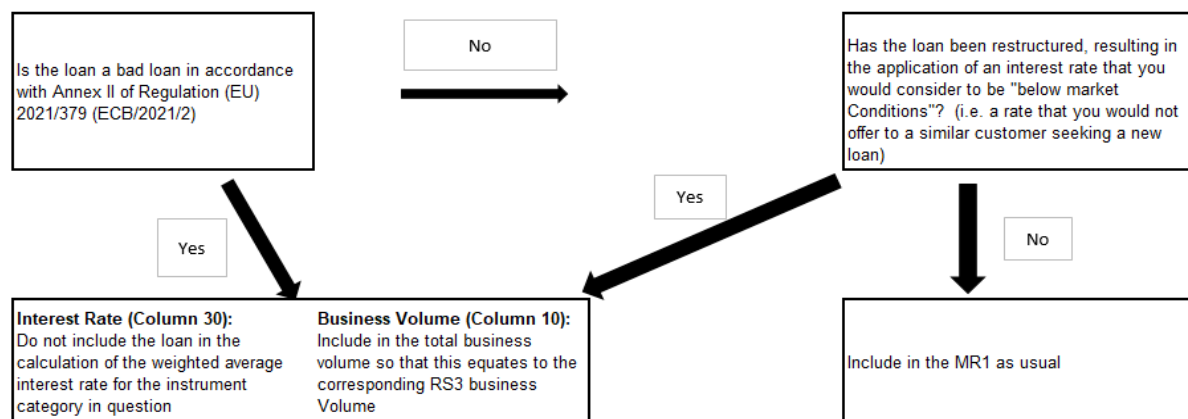 Is the loan a bad loan in accordance
with Annex II of Regulation (EU)
2021/379 (ECB/2021/2)
No
Has the loan been restructured, resulting in
the application of an interest rate that you
would consider to be "below market
Conditions"? (i.e. a rate that you would not
offer to a similar customer seeking a new
loan)
Yes
Yes
No
Interest Rate (Column 30):
Do not include the loan in the
calculation of the weighted average
interest rate for the instrument
category in question
Business Volume (Column 10):
Include in the total business
volume so that this equates to the
corresponding RS3 business
Volume
Include in the MR1 as usual